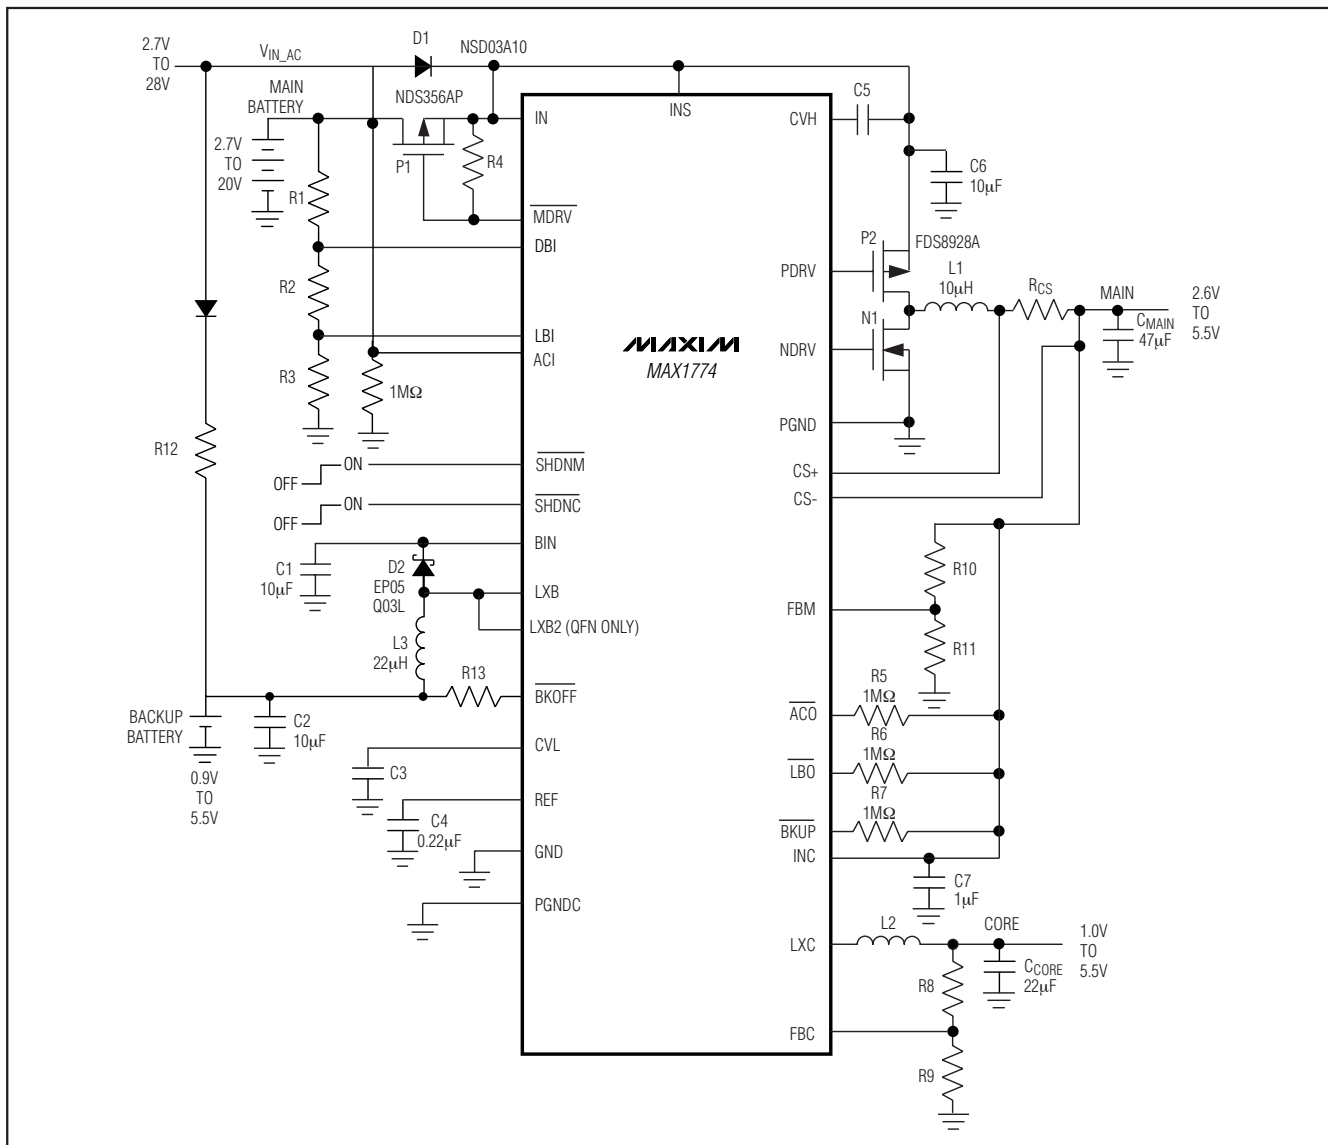 2.7V
TO
28V
V_IN_AC
D1
NSD03A10
MAIN
BATTERY
NDS356AP
2.7V
TO
20V
P1
R4
R1
R2
R3
1MΩ
R12
OFF
ON
OFF
ON
C1
10μF
D2
EP05
Q03L
L3
22μH
R13
BACKUP
BATTERY
0.9V
TO
5.5V
C2
10μF
C3
C4
0.22μF
IN
MDRV
DBI
LBI
ACI
SHDNM
SHDNC
BIN
LXB
LXB2 (QFN ONLY)
BKOFF
CVL
REF
GND
PGNDC
INS
MAXIM
MAX1774
CVH
PDRV
NDRV
PGND
CS+
CS-
FBM
ACO
LBO
BKUP
INC
LXC
FBC
C5
C6
10μF
P2
FDS8928A
L1
10μH
R_CS
MAIN
2.6V
TO
5.5V
C_MAIN
47μF
N1
R10
R11
R5
1MΩ
R6
1MΩ
R7
1MΩ
C7
1μF
L2
CORE
1.0V
TO
5.5V
C_CORE
22μF
R8
R9